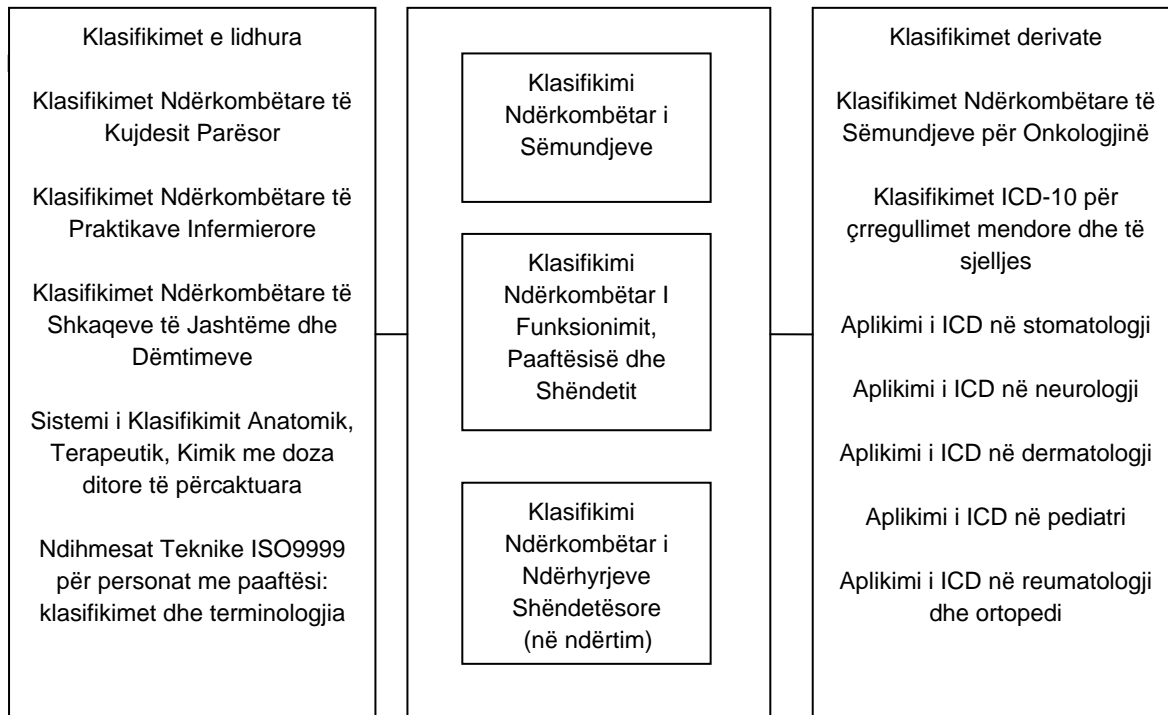 Klasifikimet e lidhura
Klasifikimet Ndërkombëtare të
Kujdesit Parësor
Klasifikimet Ndërkombëtare të
Praktikave Infermierore
Klasifikimet Ndërkombëtare të
Shkaqeve të Jashtëme dhe
Dëmtimeve
Sistemi i Klasifikimit Anatomik,
Terapeutik, Kimik me doza
ditore të përcaktuara
Ndihmesat Teknike ISO9999
për personat me paaftësi:
klasifikimet dhe terminologjia
Klasifikimi
Ndërkombëtar i
Sëmundjeve
Klasifikimi
Ndërkombëtar I
Funksionimit,
Paaftësisë dhe
Shëndetit
Klasifikimi
Ndërkombëtar i
Ndërhyrjeve
Shëndetësore
(në ndërtim)
Klasifikimet derivate
Klasifikimet Ndërkombëtare të
Sëmundjeve për Onkologjinë
Klasifikimet ICD-10 për
çrregullimet mendore dhe të
sjelljes
Aplikimi i ICD në stomatologji
Aplikimi i ICD në neurologji
Aplikimi i ICD në dermatologji
Aplikimi i ICD në pediatri
Aplikimi i ICD në reumatologji
dhe ortopedi